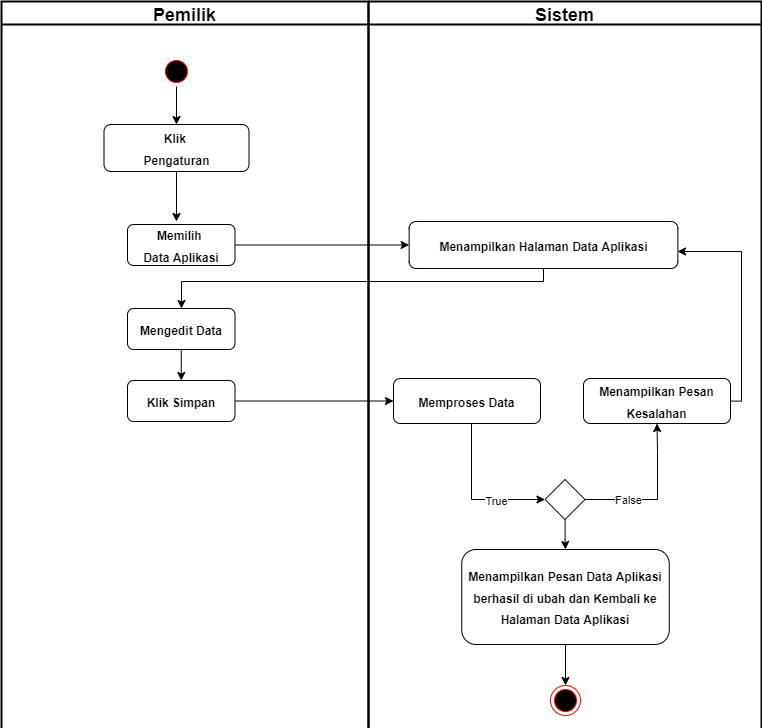 Pemilik
Sistem
Klik
Pengaturan
Memilih
Data Aplikasi
Menampilkan Halaman Data Aplikasi
Mengedit Data
Klik Simpan
Memproses Data
Menampilkan Pesan
Kesalahan
True
False
Menampilkan Pesan Data Aplikasi
berhasil di ubah dan Kembali ke
Halaman Data Aplikasi